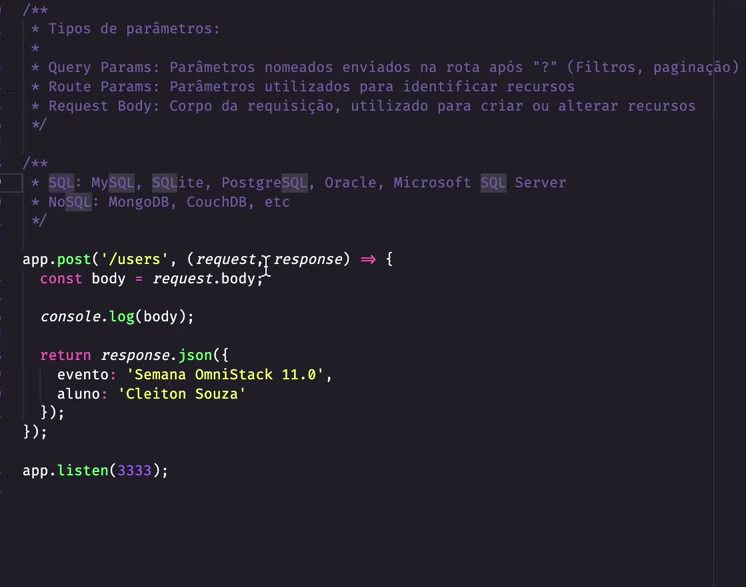 /**
* Tipos de parâmetros:
*
* Query Params: Parâmetros nomeados enviados na rota após "?" (Filtros, paginação)
* Route Params: Parâmetros utilizados para identificar recursos
* Request Body: Corpo da requisição, utilizado para criar ou alterar recursos
*/
/**
* SQL: MySQL, SQLite, PostgreSQL, Oracle, Microsoft SQL Server
* NoSQL: MongoDB, CouchDB, etc
*/
app.post('/users', (request, response) => {
const body = request.body;
console.log(body);
return response.json({
evento: 'Semana OmniStack 11.0',
aluno: 'Cleiton Souza'
});
});
app.listen(3333);